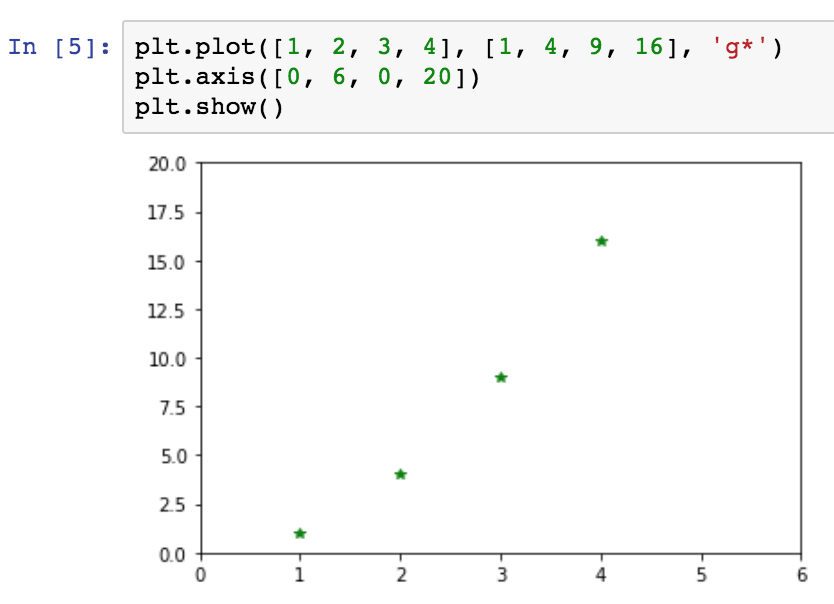 In [5]: plt.plot([1, 2, 3, 4], [1, 4, 9, 16], 'g*')
plt.axis([0, 6, 0, 20])
plt.show()
20.0
17.5
15.0
12.5
10.0
7.5
5.0
2.5
0.0
0 1 2 3 4 5 6